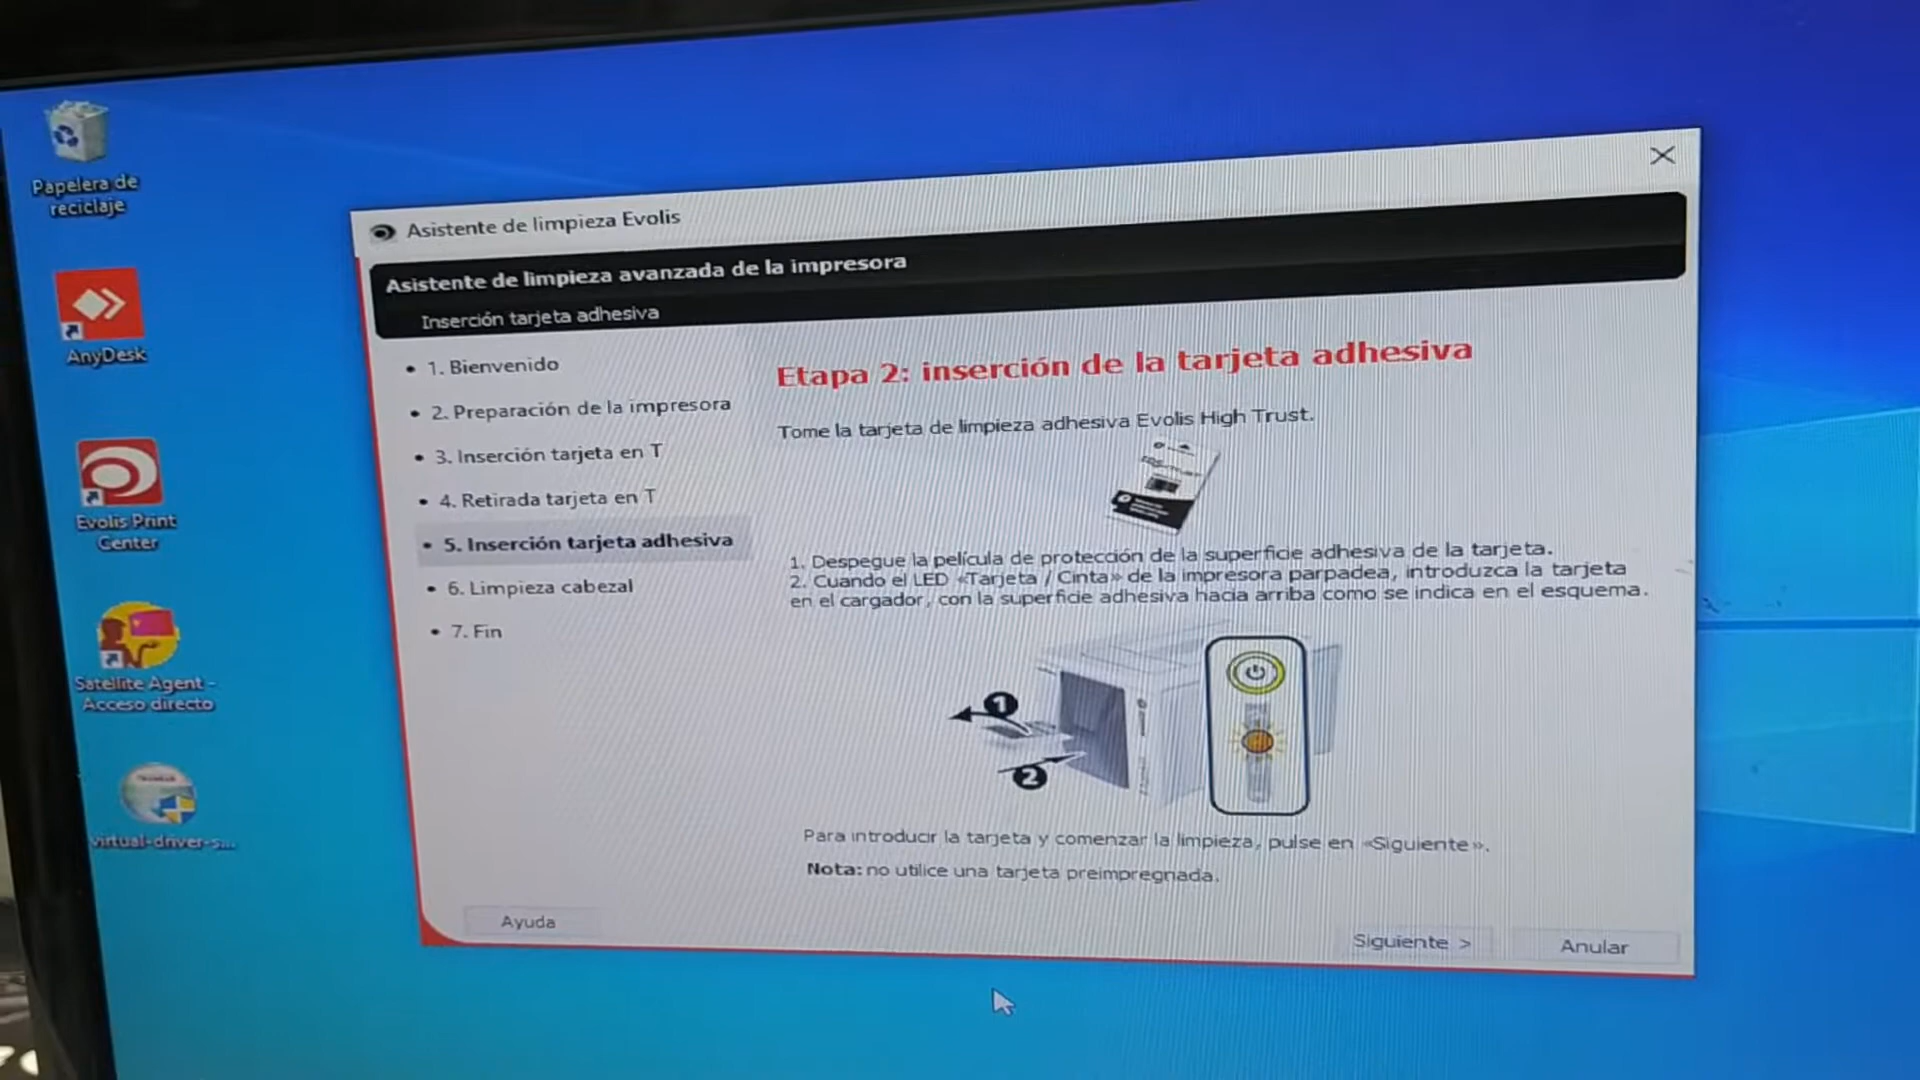 Papelera de
reciclaje
AnyDesk
Evolis Print
Center
Satellite Agent -
Acceso directo
virtual-driver-s...
Asistente de limpieza Evolis
Asistente de limpieza avanzada de la impresora
Inserción tarjeta adhesiva
• 1. Bienvenido
• 2. Preparación de la impresora
• 3. Inserción tarjeta en T
• 4. Retirada tarjeta en T
• 5. Inserción tarjeta adhesiva
• 6. Limpieza cabezal
• 7. Fin
Etapa 2: inserción de la tarjeta adhesiva
Tome la tarjeta de limpieza adhesiva Evolis High Trust.
1. Despegue la película de protección de la superficie adhesiva de la tarjeta.
2. Cuando el LED «Tarjeta / Cinta» de la impresora parpadea, introduzca la tarjeta
en el cargador, con la superficie adhesiva hacia arriba como se indica en el esquema.
1
2
Para introducir la tarjeta y comenzar la limpieza, pulse en «Siguiente».
Nota: no utilice una tarjeta preimpregnada.
Ayuda
Siguiente >
Anular